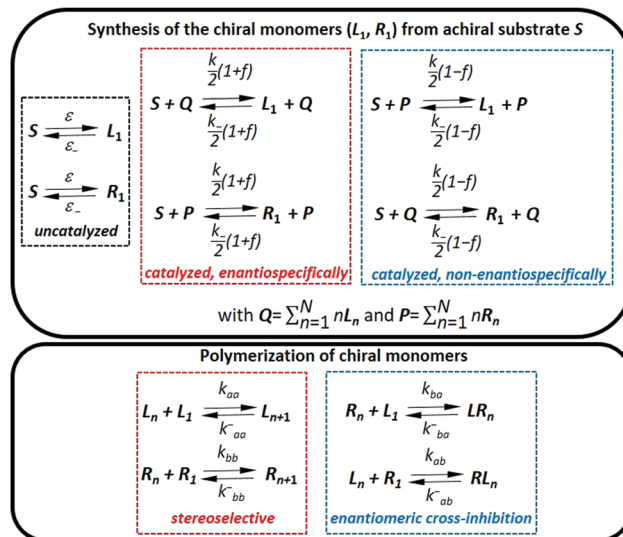 Synthesis of the chiral monomers (L₁, R₁) from achiral substrate S
S ⇌ L₁
ε
ε₋
S ⇌ R₁
ε
ε₋
uncatalyzed
k/2(1+f)
S + Q ⇌ L₁ + Q
k₋/2(1+f)
k/2(1+f)
S + P ⇌ R₁ + P
k₋/2(1+f)
catalyzed, enantiospecifically
k/2(1−f)
S + P ⇌ L₁ + P
k₋/2(1−f)
k/2(1−f)
S + Q ⇌ R₁ + Q
k₋/2(1−f)
catalyzed, non-enantiospecifically
with Q=∑ᴺₙ₌₁ nLₙ and P=∑ᴺₙ₌₁ nRₙ
Polymerization of chiral monomers
kₐₐ
Lₙ + L₁ ⇌ Lₙ₊₁
k⁻aa
k_bb
Rₙ + R₁ ⇌ Rₙ₊₁
k⁻bb
stereoselective
k_ba
Rₙ + L₁ ⇌ LRₙ
k⁻ba
k_ab
Lₙ + R₁ ⇌ RLₙ
k⁻ab
enantiomeric cross-inhibition